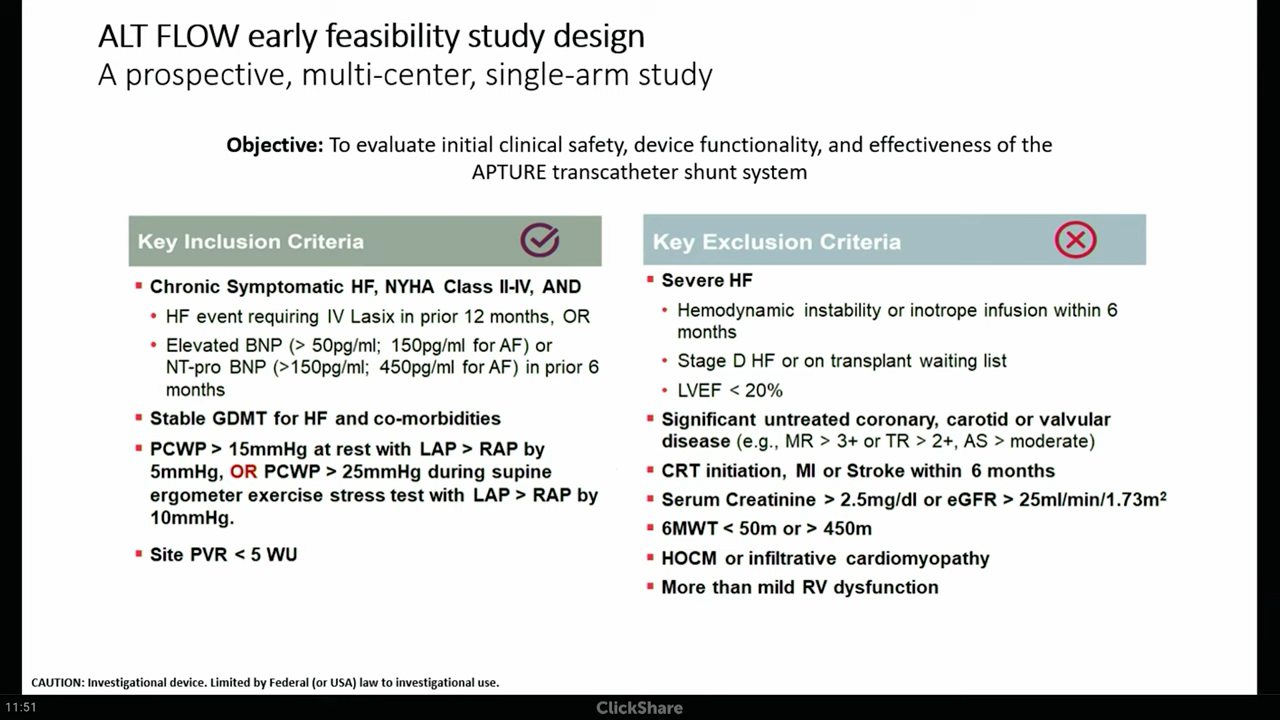 ALT FLOW early feasibility study design
A prospective, multi-center, single-arm study
Objective: To evaluate initial clinical safety, device functionality, and effectiveness of the
APTURE transcatheter shunt system
Key Inclusion Criteria
Chronic Symptomatic HF, NYHA Class II-IV, AND
HF event requiring IV Lasix in prior 12 months, OR
Elevated BNP (> 50pg/ml; 150pg/ml for AF) or
NT-pro BNP (>150pg/ml; 450pg/ml for AF) in prior 6
months
Stable GDMT for HF and co-morbidities
PCWP > 15mmHg at rest with LAP > RAP by
5mmHg, OR PCWP > 25mmHg during supine
ergometer exercise stress test with LAP > RAP by
10mmHg.
Site PVR < 5 WU
Key Exclusion Criteria
Severe HF
Hemodynamic instability or inotrope infusion within 6
months
Stage D HF or on transplant waiting list
LVEF < 20%
Significant untreated coronary, carotid or valvular
disease (e.g., MR > 3+ or TR > 2+, AS > moderate)
CRT initiation, MI or Stroke within 6 months
Serum Creatinine > 2.5mg/dl or eGFR > 25ml/min/1.73m²
6MWT < 50m or > 450m
HOCM or infiltrative cardiomyopathy
More than mild RV dysfunction
CAUTION: Investigational device. Limited by Federal (or USA) law to investigational use.
11:51
ClickShare